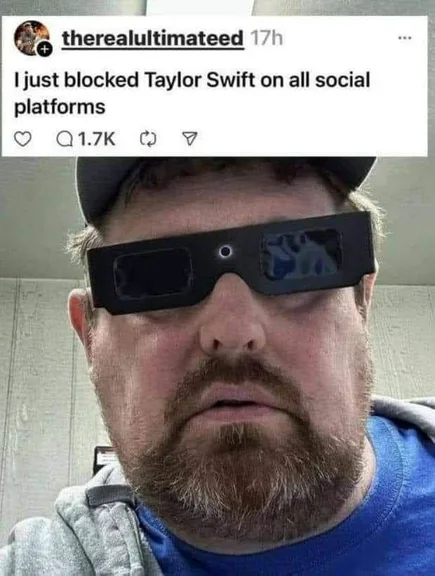 therealultimateed 17h
I just blocked Taylor Swift on all social
platforms
1.7K